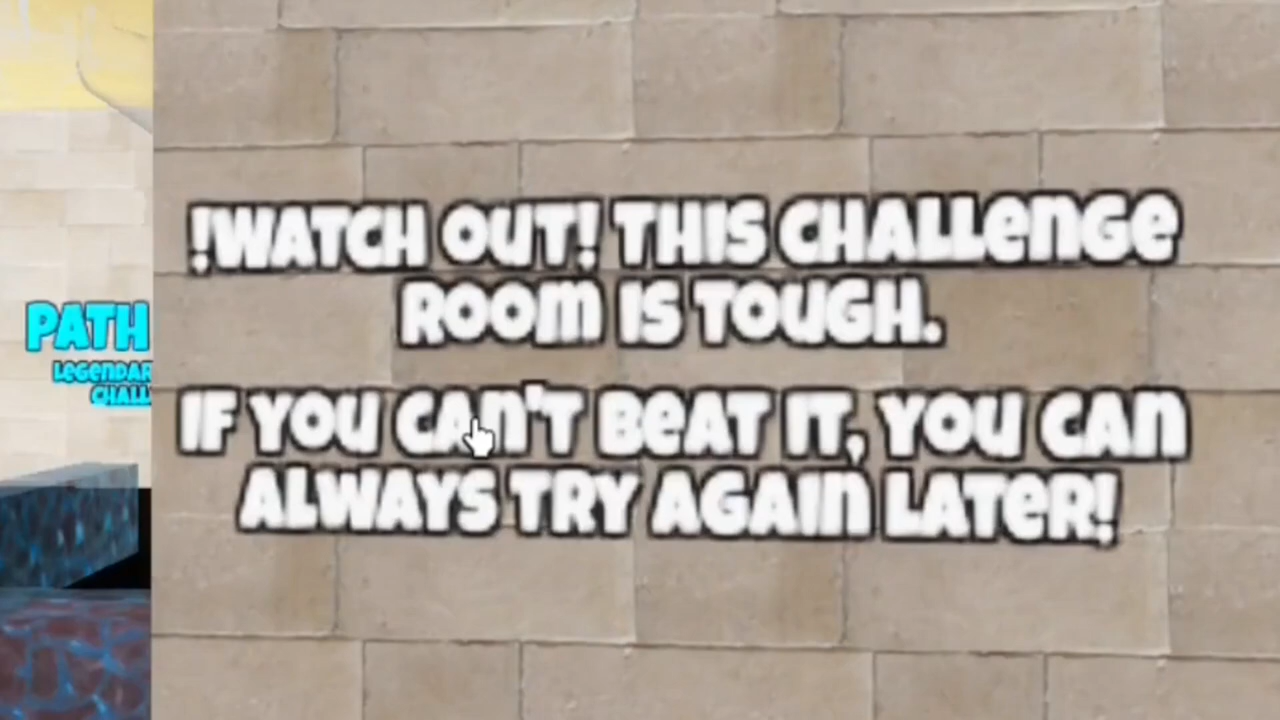 !WATCH OUT! THIS CHALLENGE
ROOM IS TOUGH.
IF YOU CAN'T BEAT IT, YOU CAN
ALWAYS TRY AGAIN LATER!
PATH